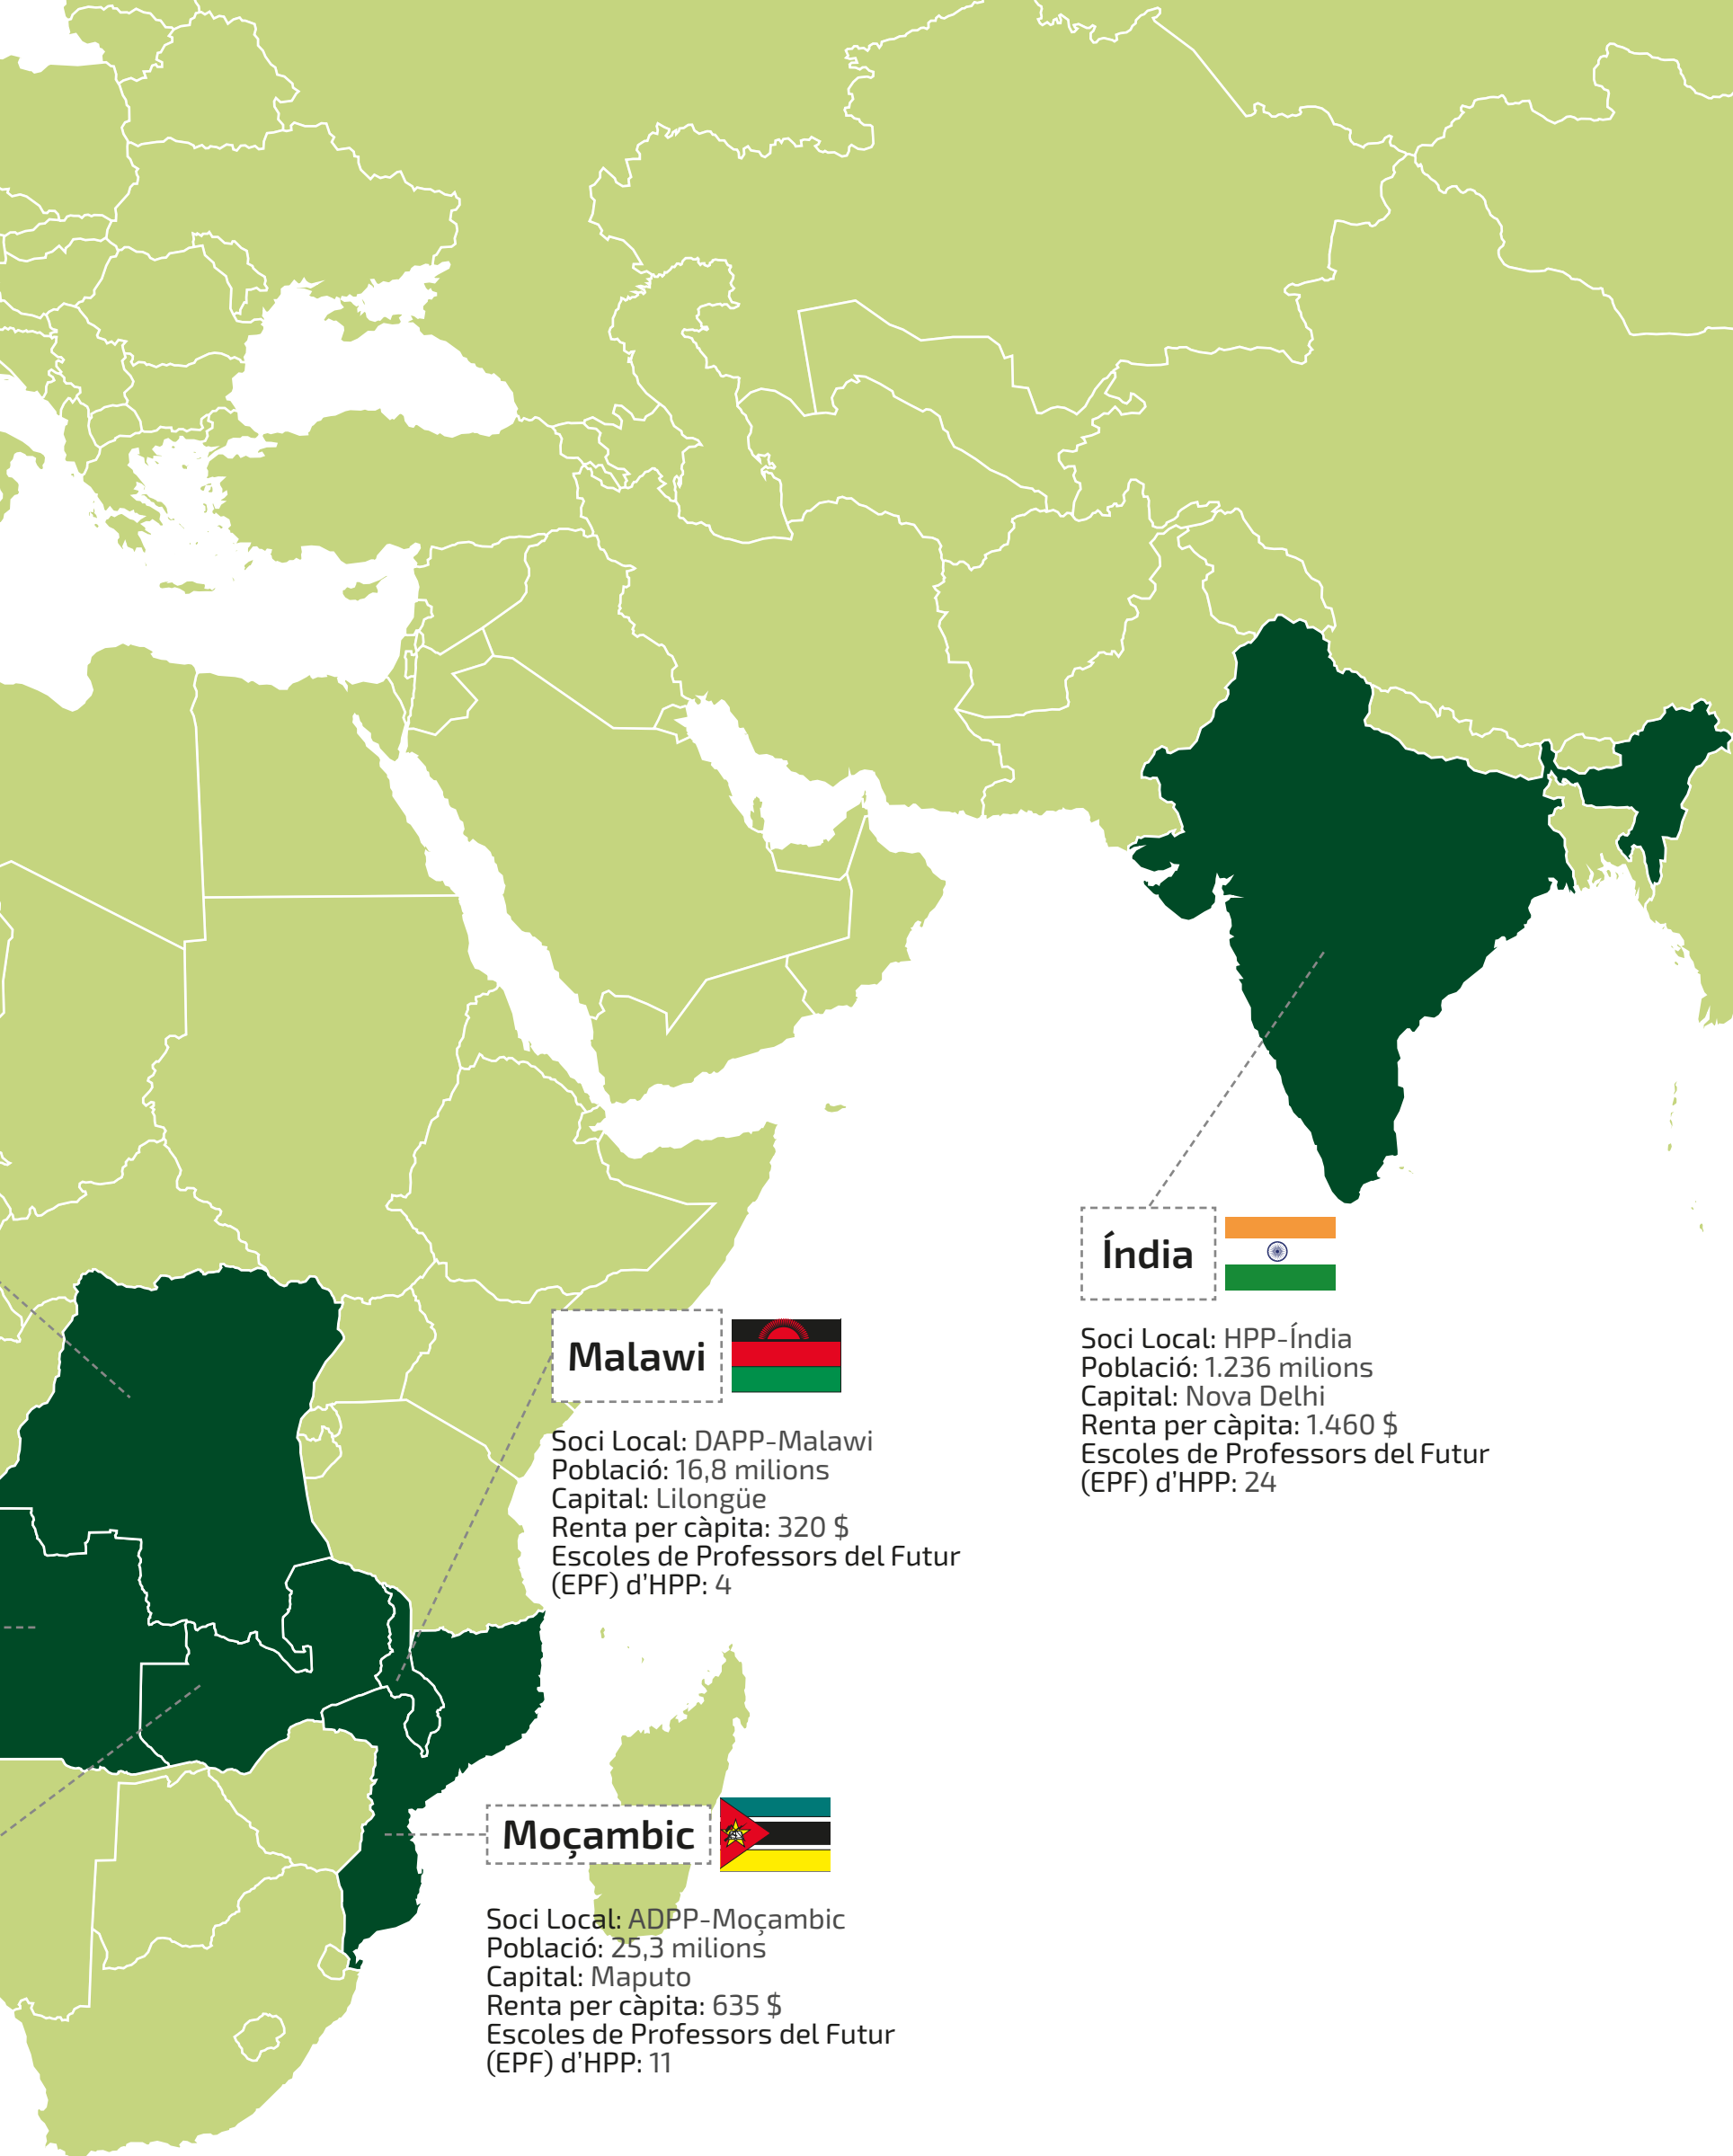 Índia
Soci Local: HPP-Índia
Població: 1.236 milions
Capital: Nova Delhi
Renta per càpita: 1.460 $
Escoles de Professors del Futur
(EPF) d’HPP: 24
Malawi
Soci Local: DAPP-Malawi
Població: 16,8 milions
Capital: Lilongüe
Renta per càpita: 320 $
Escoles de Professors del Futur
(EPF) d’HPP: 4
Moçambic
Soci Local: ADPP-Moçambic
Població: 25,3 milions
Capital: Maputo
Renta per càpita: 635 $
Escoles de Professors del Futur
(EPF) d’HPP: 11